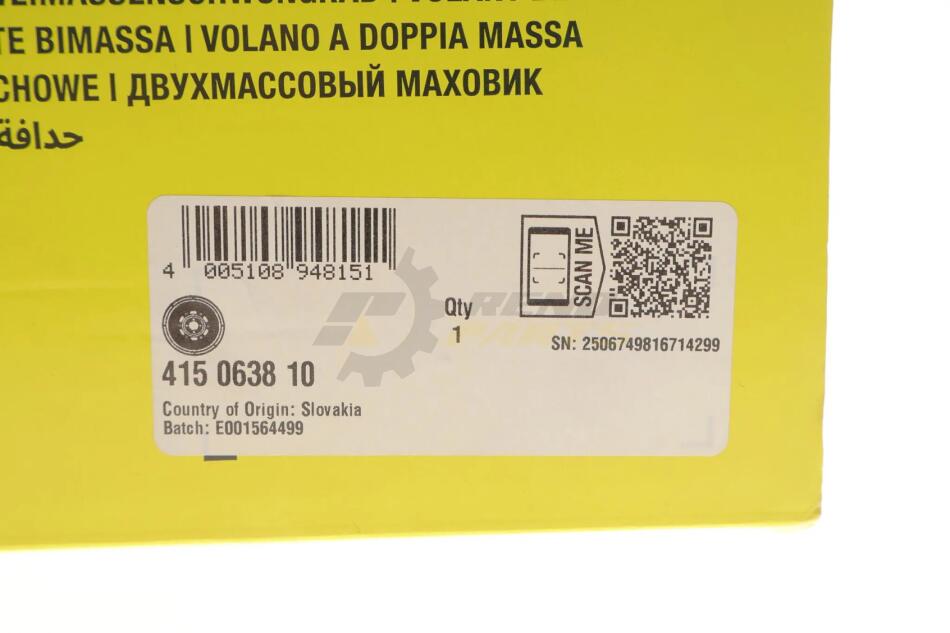 TE BIMASSA | VOLANO A DOPPIA MASSA
CHOWE | ДВУХМАССОВЫЙ МАХОВИК
حدافة
4 005108 948151
SCAN ME
Qty
1
SN: 2506749816714299
415 0638 10
Country of Origin: Slovakia
Batch: E001564499